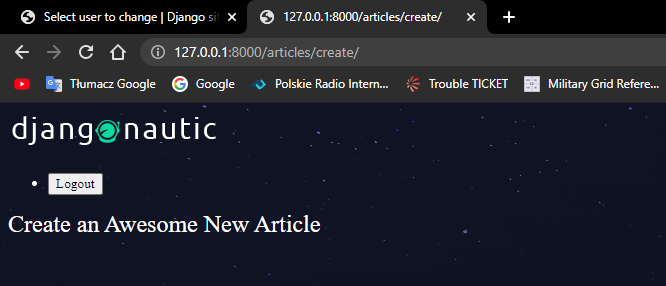 Select user to change | Django sit
127.0.0.1:8000/articles/create/
127.0.0.1:8000/articles/create/
Tłumacz Google
Google
Polskie Radio Intern...
Trouble TICKET
Military Grid Refere...
djangonautic
Logout
Create an Awesome New Article